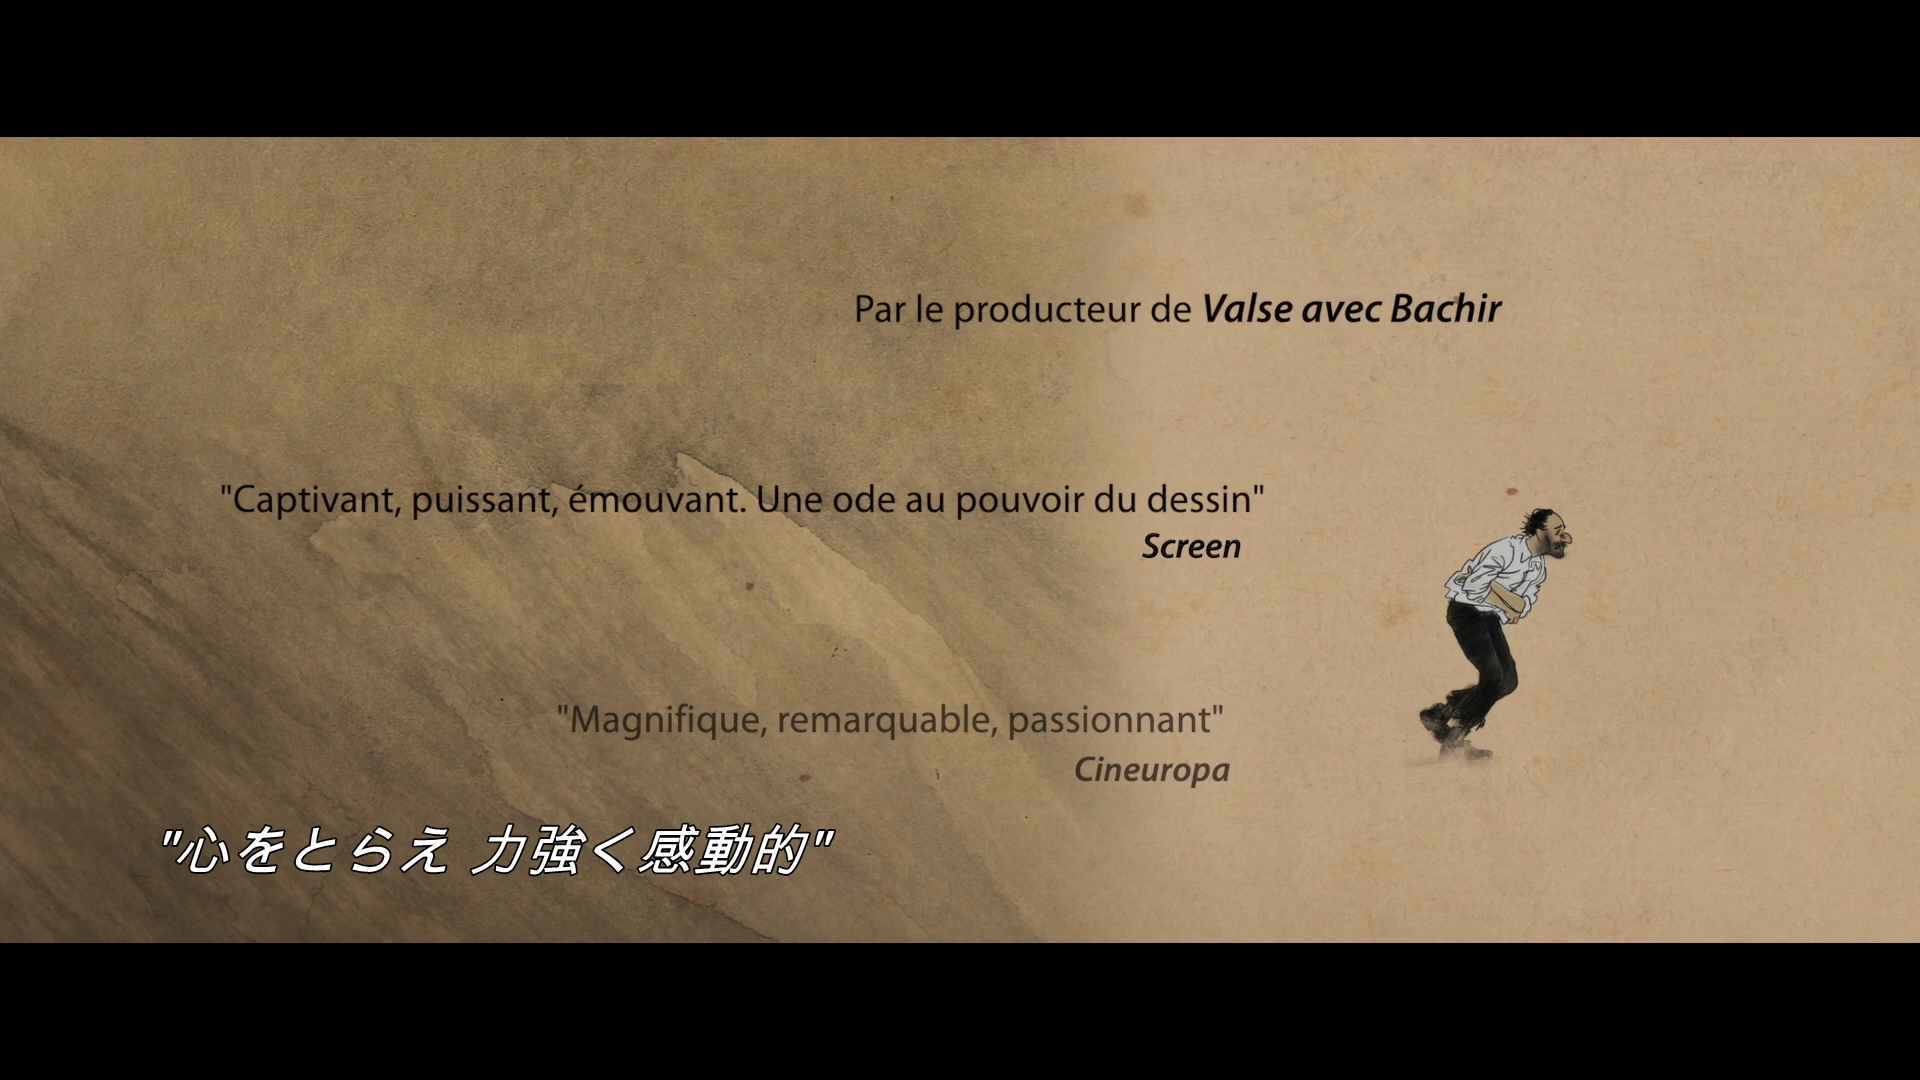 Par le producteur de Valse avec Bachir
"Captivant, puissant, émouvant. Une ode au pouvoir du dessin"
Screen
"Magnifique, remarquable, passionnant"
Cineuropa
"心をとらえ 力強く感動的"